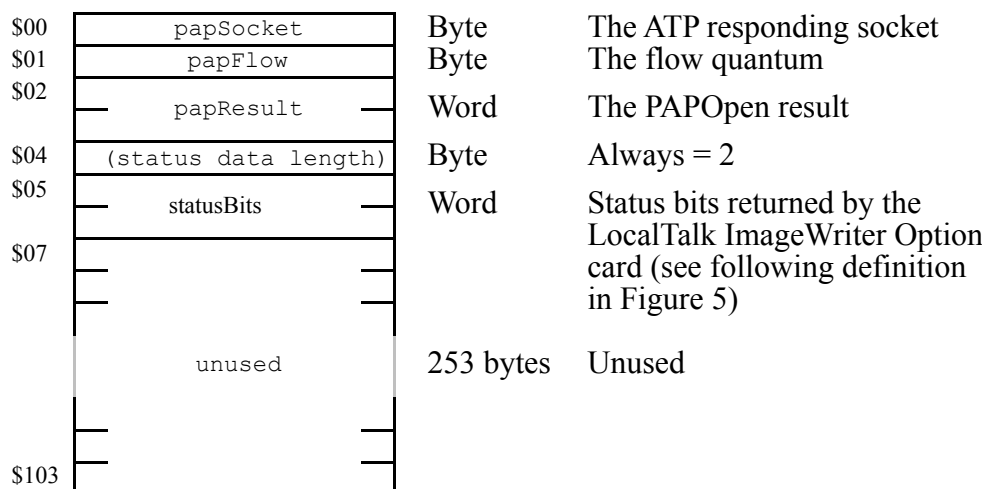 $00 papSocket Byte The ATP responding socket
$01 papFlow Byte The flow quantum
$02 papResult Word The PAPOpen result
$04 (status data length) Byte Always = 2
$05 statusBits Word Status bits returned by the
LocalTalk ImageWriter Option
$07 card (see following definition
in Figure 5)
unused 253 bytes Unused
$103